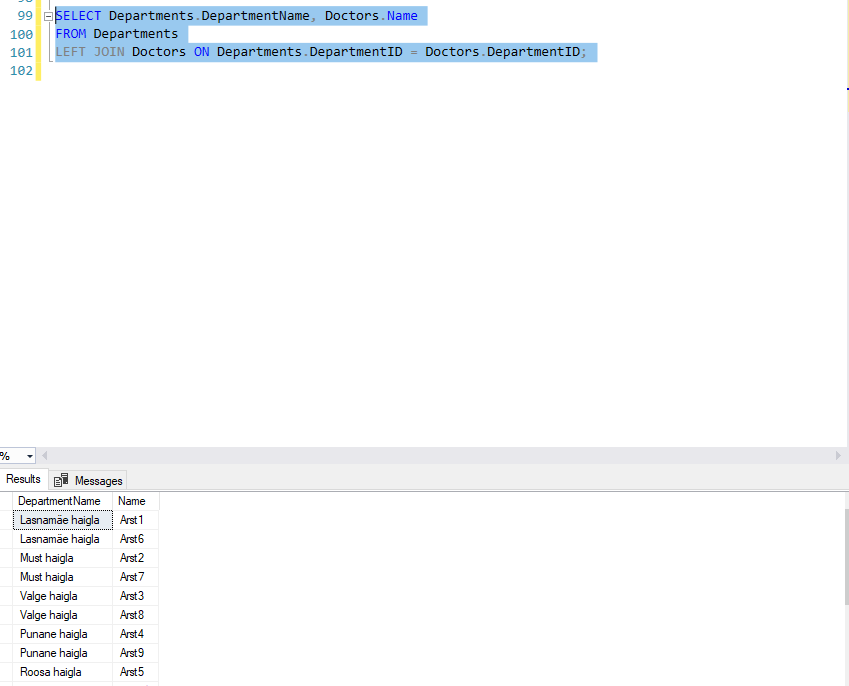 99 SELECT Departments.DepartmentName, Doctors.Name
100 FROM Departments
101 LEFT JOIN Doctors ON Departments.DepartmentID = Doctors.DepartmentID;
102
%
Results Messages
DepartmentName Name
Lasnamäe haigla Arst1
Lasnamäe haigla Arst6
Must haigla Arst2
Must haigla Arst7
Valge haigla Arst3
Valge haigla Arst8
Punane haigla Arst4
Punane haigla Arst9
Roosa haigla Arst5